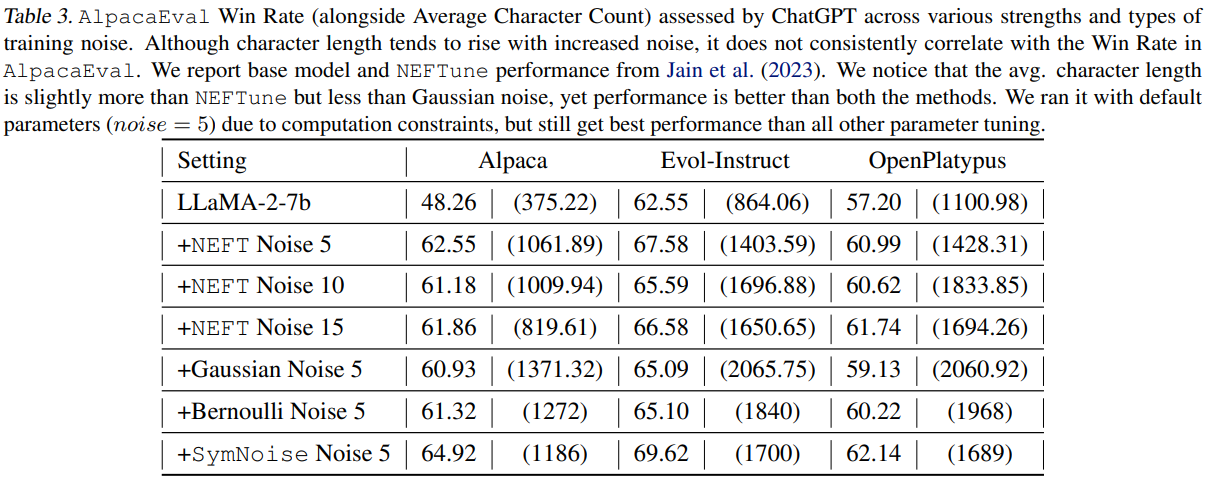 Table 3. AlpacaEval Win Rate (alongside Average Character Count) assessed by ChatGPT across various strengths and types of
training noise. Although character length tends to rise with increased noise, it does not consistently correlate with the Win Rate in
AlpacaEval. We report base model and NEFTune performance from Jain et al. (2023). We notice that the avg. character length
is slightly more than NEFTune but less than Gaussian noise, yet performance is better than both the methods. We ran it with default
parameters (noise = 5) due to computation constraints, but still get best performance than all other parameter tuning.
Setting Alpaca Evol-Instruct OpenPlatypus
LLaMA-2-7b 48.26 (375.22) 62.55 (864.06) 57.20 (1100.98)
+NEFT Noise 5 62.55 (1061.89) 67.58 (1403.59) 60.99 (1428.31)
+NEFT Noise 10 61.18 (1009.94) 65.59 (1696.88) 60.62 (1833.85)
+NEFT Noise 15 61.86 (819.61) 66.58 (1650.65) 61.74 (1694.26)
+Gaussian Noise 5 60.93 (1371.32) 65.09 (2065.75) 59.13 (2060.92)
+Bernoulli Noise 5 61.32 (1272) 65.10 (1840) 60.22 (1968)
+SymNoise Noise 5 64.92 (1186) 69.62 (1700) 62.14 (1689)